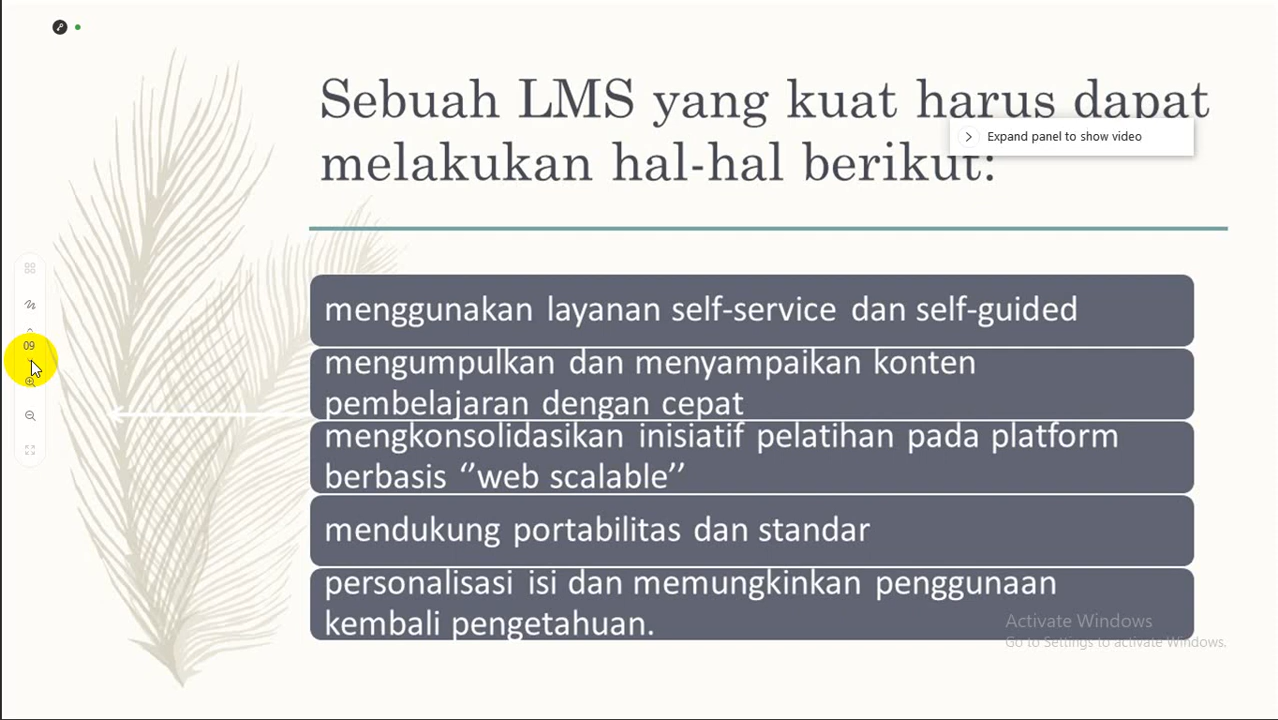 Sebuah LMS yang kuat harus dapat
Expand panel to show video
melakukan hal-hal berikut:
menggunakan layanan self-service dan self-guided
09
mengumpulkan dan menyampaikan konten
pembelajaran dengan cepat
mengkonsolidasikan inisiatif pelatihan pada platform
berbasis ‘’web scalable’’
mendukung portabilitas dan standar
personalisasi isi dan memungkinkan penggunaan
kembali pengetahuan.
Activate Windows
Go to Settings to activate Windows.